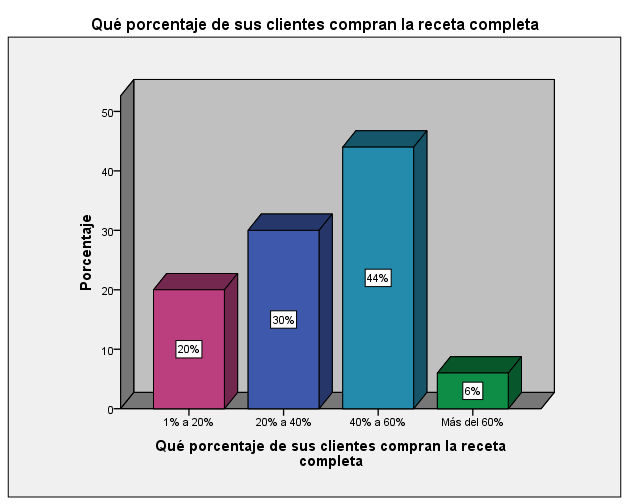 Qué porcentaje de sus clientes compran la receta completa
50
40
30
20
10
0
Porcentaje
20%
30%
44%
6%
1% a 20%
20% a 40%
40% a 60%
Más del 60%
Qué porcentaje de sus clientes compran la receta
completa